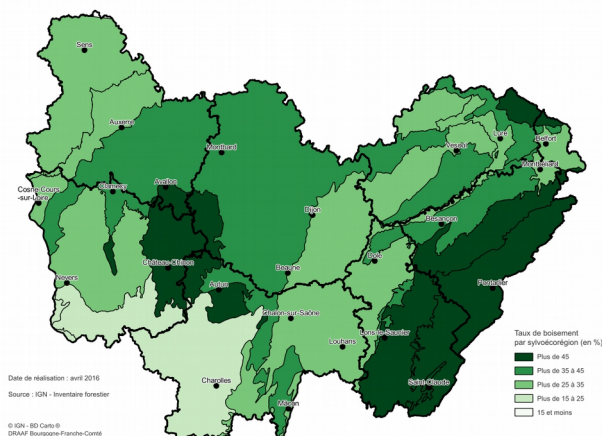 Sens
Auxerre
Montbard
Avallon
Clamecy
Cosne-Cours
-sur-Loire
Château-Chinon
Nevers
Autun
Dijon
Beaune
Vesoul
Lure
Belfort
Montbéliard
Besançon
Dole
Pontarlier
Chalon-sur-Saône
Lons-le-Saunier
Louhans
Saint-Claude
Charolles
Mâcon
Taux de boisement
par sylvoécorégion (en %)
Plus de 45
Plus de 35 à 45
Plus de 25 à 35
Plus de 15 à 25
15 et moins
Date de réalisation : avril 2016
Source : IGN - Inventaire forestier
© IGN - BD Carto ®
DRAAF Bourgogne-Franche-Comté